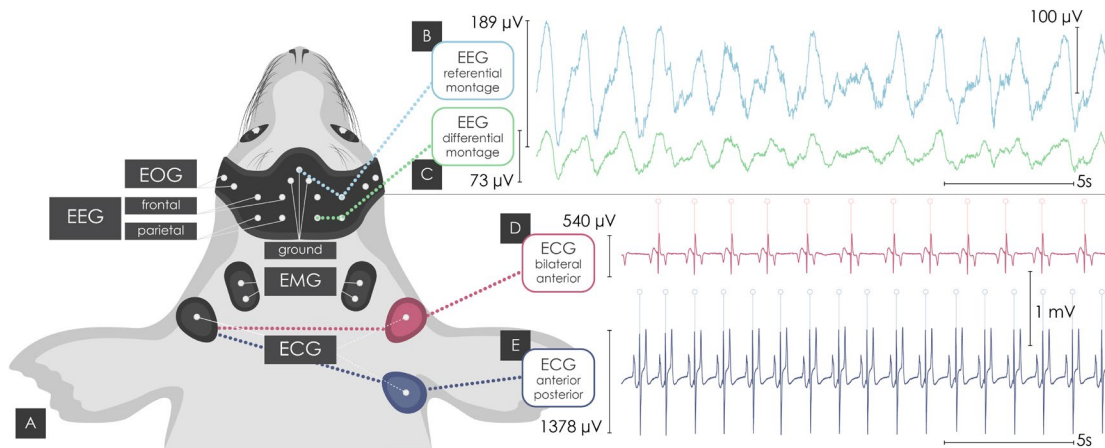 189 µV
B
EEG
referential
montage
100 µV
EEG
differential
montage
C
73 µV
5s
EOG
EEG
frontal
parietal
ground
EMG
ECG
D
540 µV
ECG
bilateral
anterior
1 mV
E
ECG
anterior
posterior
1378 µV
5s
A